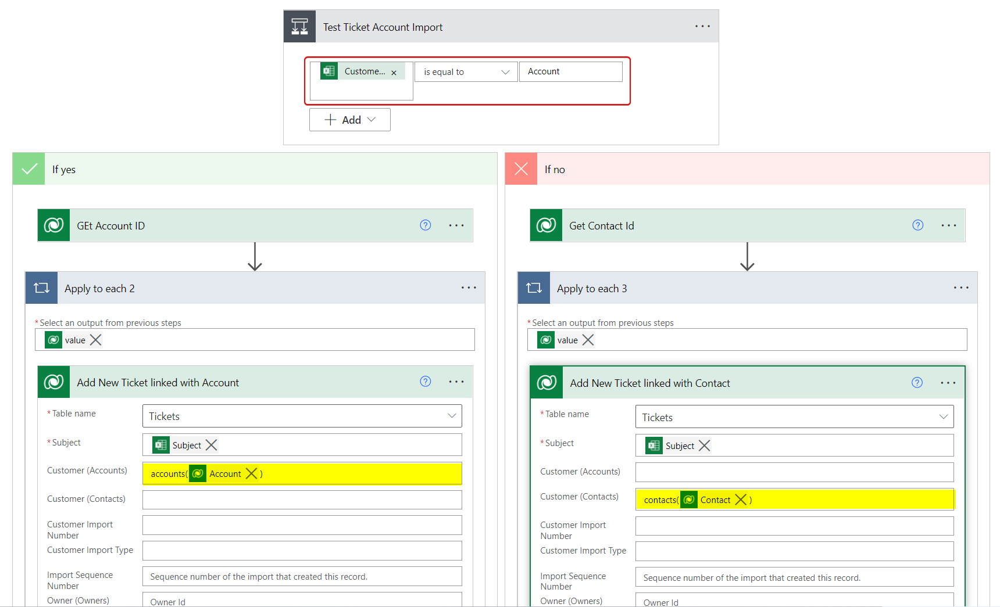 Test Ticket Account Import
Custome... is equal to Account
Add
If yes
GEt Account ID
Apply to each 2
*Select an output from previous steps
value
Add New Ticket linked with Account
*Table name Tickets
*Subject Subject
Customer (Accounts) accounts( Account )
Customer (Contacts)
Customer Import
Number
Customer Import Type
Import Sequence
Number
Sequence number of the import that created this record.
Owner (Owners) Owner Id
If no
Get Contact Id
Apply to each 3
*Select an output from previous steps
value
Add New Ticket linked with Contact
*Table name Tickets
*Subject Subject
Customer (Accounts)
Customer (Contacts) contacts( Contact )
Customer Import
Number
Customer Import Type
Import Sequence
Number
Sequence number of the import that created this record.
Owner (Owners) Owner Id